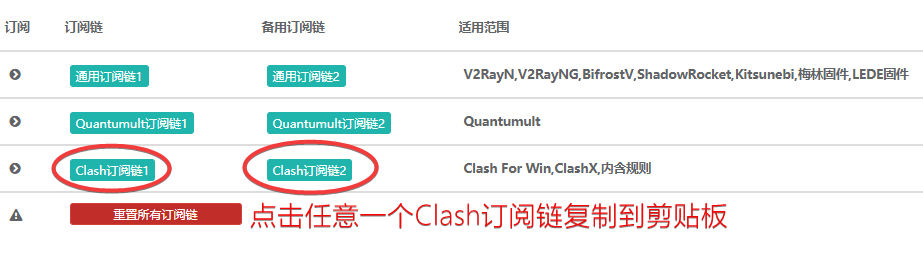 订阅 订阅链 备用订阅链 适用范围
通用订阅链1 通用订阅链2 V2RayN,V2RayNG,BifrostV,ShadowRocket,Kitsunebi,梅林固件,LEDE固件
Quantumult订阅链1 Quantumult订阅链2 Quantumult
Clash订阅链1 Clash订阅链2 Clash For Win,ClashX,内含规则
重置所有订阅链 点击任意一个Clash订阅链复制到剪贴板